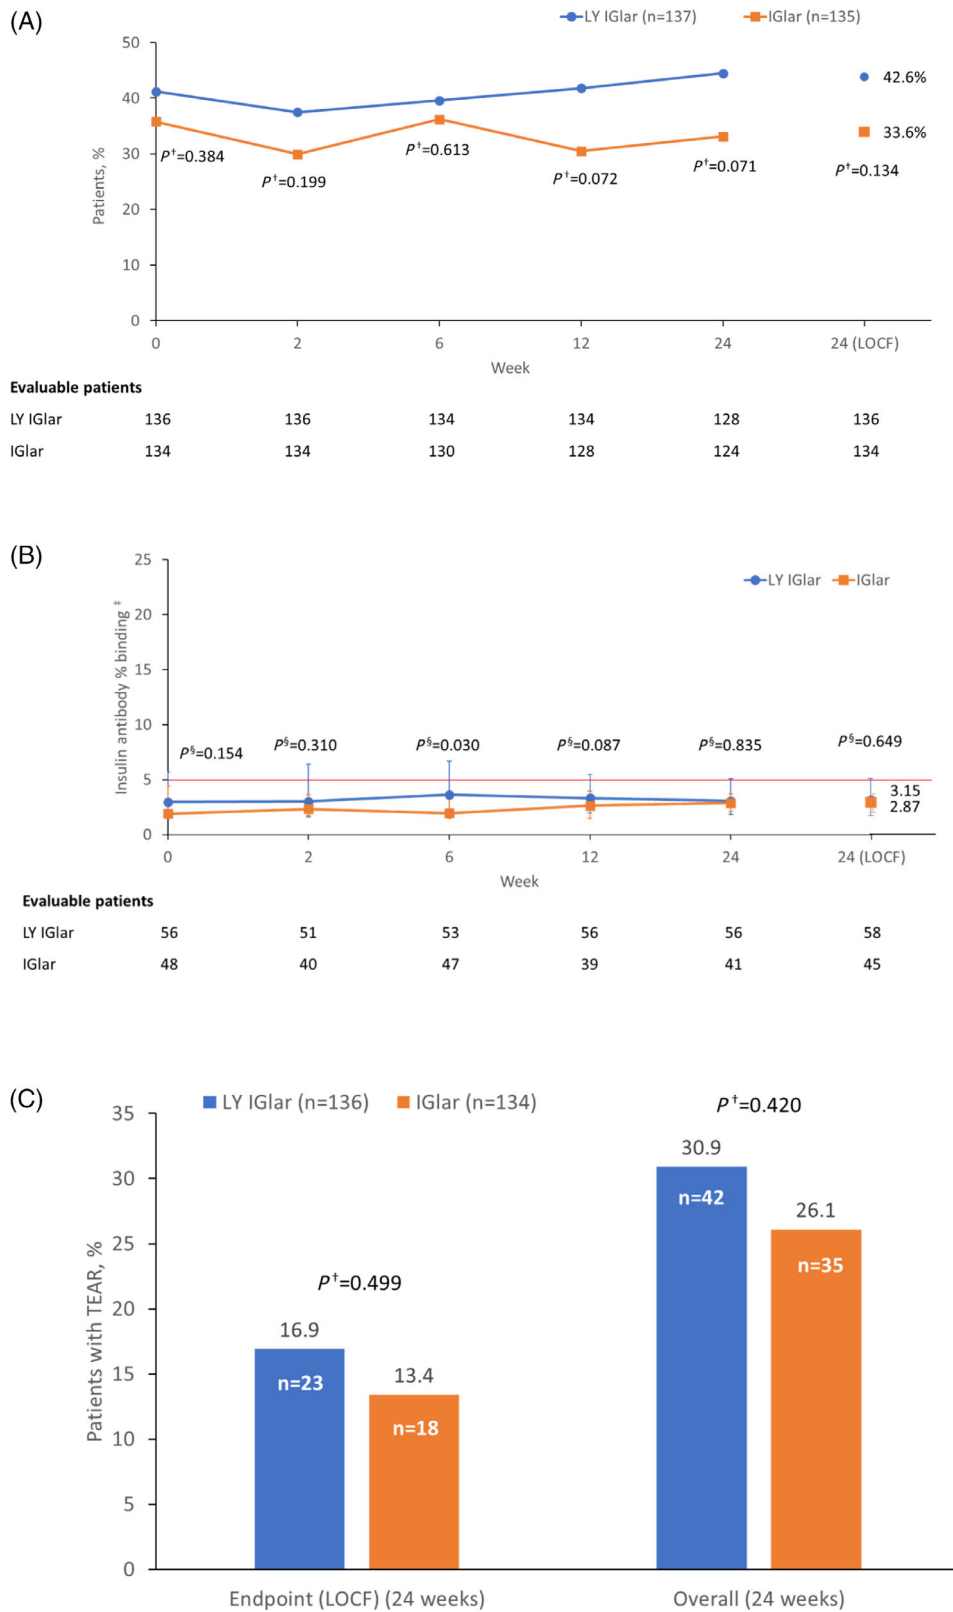 (A)
LY IGlar (n=137) IGlar (n=135)
50
40
30
20
10
0
Patients, %
42.6%
33.6%
P†=0.384
P†=0.199
P†=0.613
P†=0.072
P†=0.071
P†=0.134
0 2 6 12 24 24 (LOCF)
Week
Evaluable patients
LY IGlar 136 136 134 134 128 136
IGlar 134 134 130 128 124 134
(B)
LY IGlar IGlar
25
20
15
10
5
0
Insulin antibody % binding ‡
P§=0.154
P§=0.310
P§=0.030
P§=0.087
P§=0.835
P§=0.649
3.15
2.87
0 2 6 12 24 24 (LOCF)
Week
Evaluable patients
LY IGlar 56 51 53 56 56 58
IGlar 48 40 47 39 41 45
(C)
LY IGlar (n=136) IGlar (n=134)
35
30
25
20
15
10
5
0
Patients with TEAR, %
P†=0.499
16.9
n=23
13.4
n=18
P†=0.420
30.9
n=42
26.1
n=35
Endpoint (LOCF) (24 weeks) Overall (24 weeks)